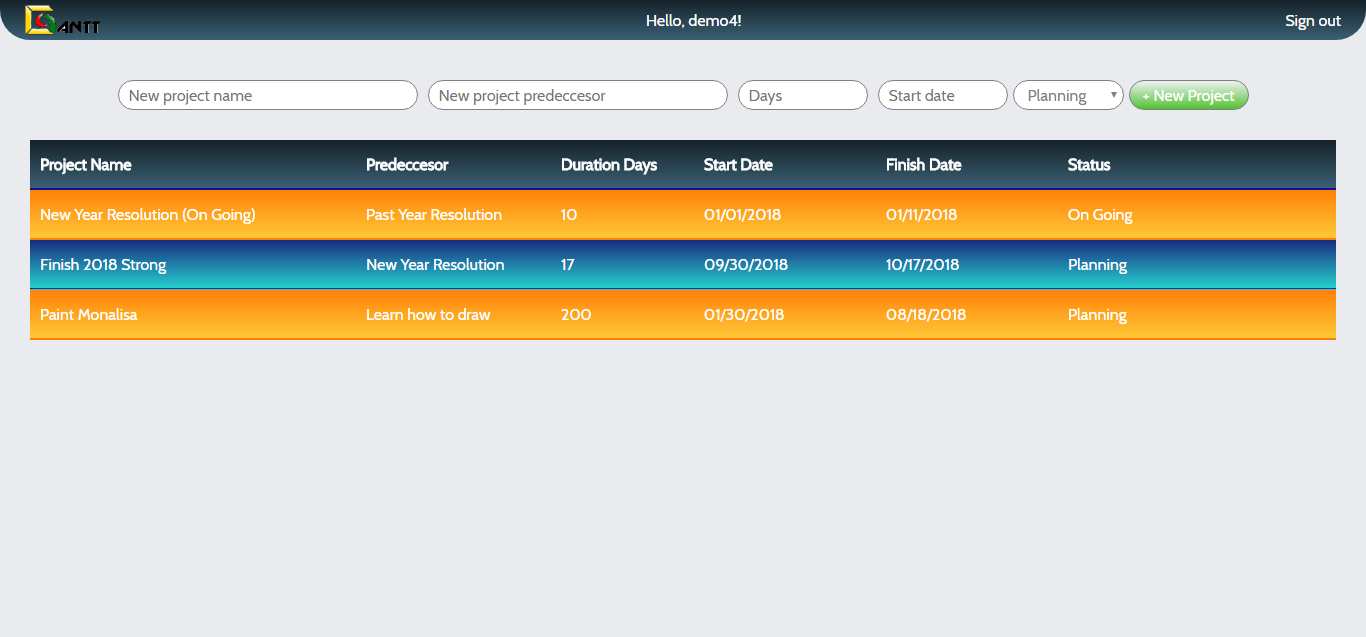 GANTT Hello, demo4! Sign out
New project name New project predeccesor Days Start date Planning + New Project
Project Name Predeccesor Duration Days Start Date Finish Date Status
New Year Resolution (On Going) Past Year Resolution 10 01/01/2018 01/11/2018 On Going
Finish 2018 Strong New Year Resolution 17 09/30/2018 10/17/2018 Planning
Paint Monalisa Learn how to draw 200 01/30/2018 08/18/2018 Planning